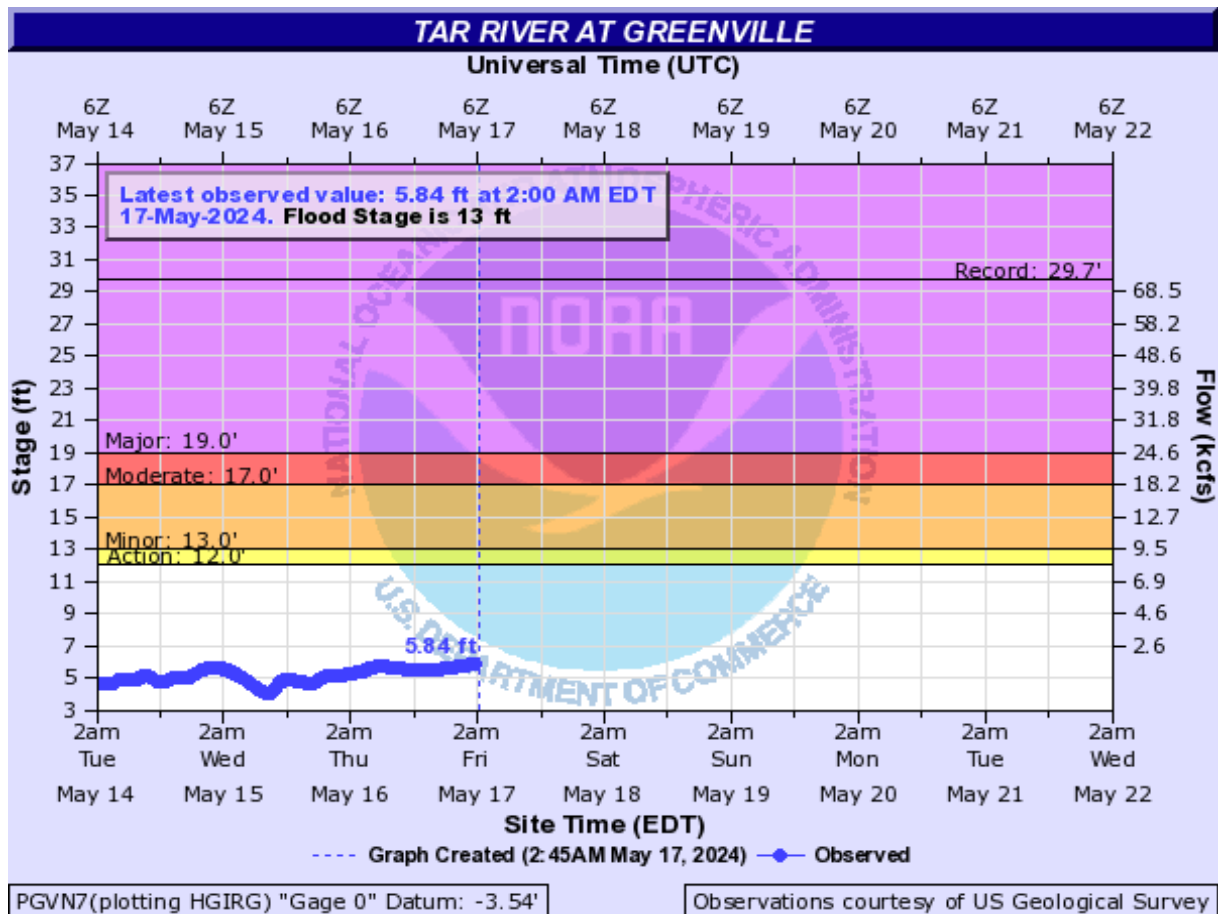 TAR RIVER AT GREENVILLE
Universal Time (UTC)
6Z 6Z 6Z 6Z 6Z 6Z 6Z 6Z 6Z
May 14 May 15 May 16 May 17 May 18 May 19 May 20 May 21 May 22
Latest observed value: 5.84 ft at 2:00 AM EDT
17-May-2024. Flood Stage is 13 ft
37
35
33
31
29
27
25
23
21
19
17
15
13
11
9
7
5
3
Stage (ft)
Record: 29.7'
Major: 19.0'
Moderate: 17.0'
Minor: 13.0'
Action: 12.0'
5.84 ft
NATIONAL OCEANIC AND ATMOSPHERIC ADMINISTRATION
NOAA
U.S. DEPARTMENT OF COMMERCE
68.5
58.2
48.6
39.8
31.8
24.6
18.2
12.7
9.5
6.9
4.6
2.6
Flow (kcfs)
2am 2am 2am 2am 2am 2am 2am 2am 2am
Tue Wed Thu Fri Sat Sun Mon Tue Wed
May 14 May 15 May 16 May 17 May 18 May 19 May 20 May 21 May 22
Site Time (EDT)
Graph Created (2:45AM May 17, 2024) Observed
PGVN7(plotting HGIRG) "Gage 0" Datum: -3.54'
Observations courtesy of US Geological Survey